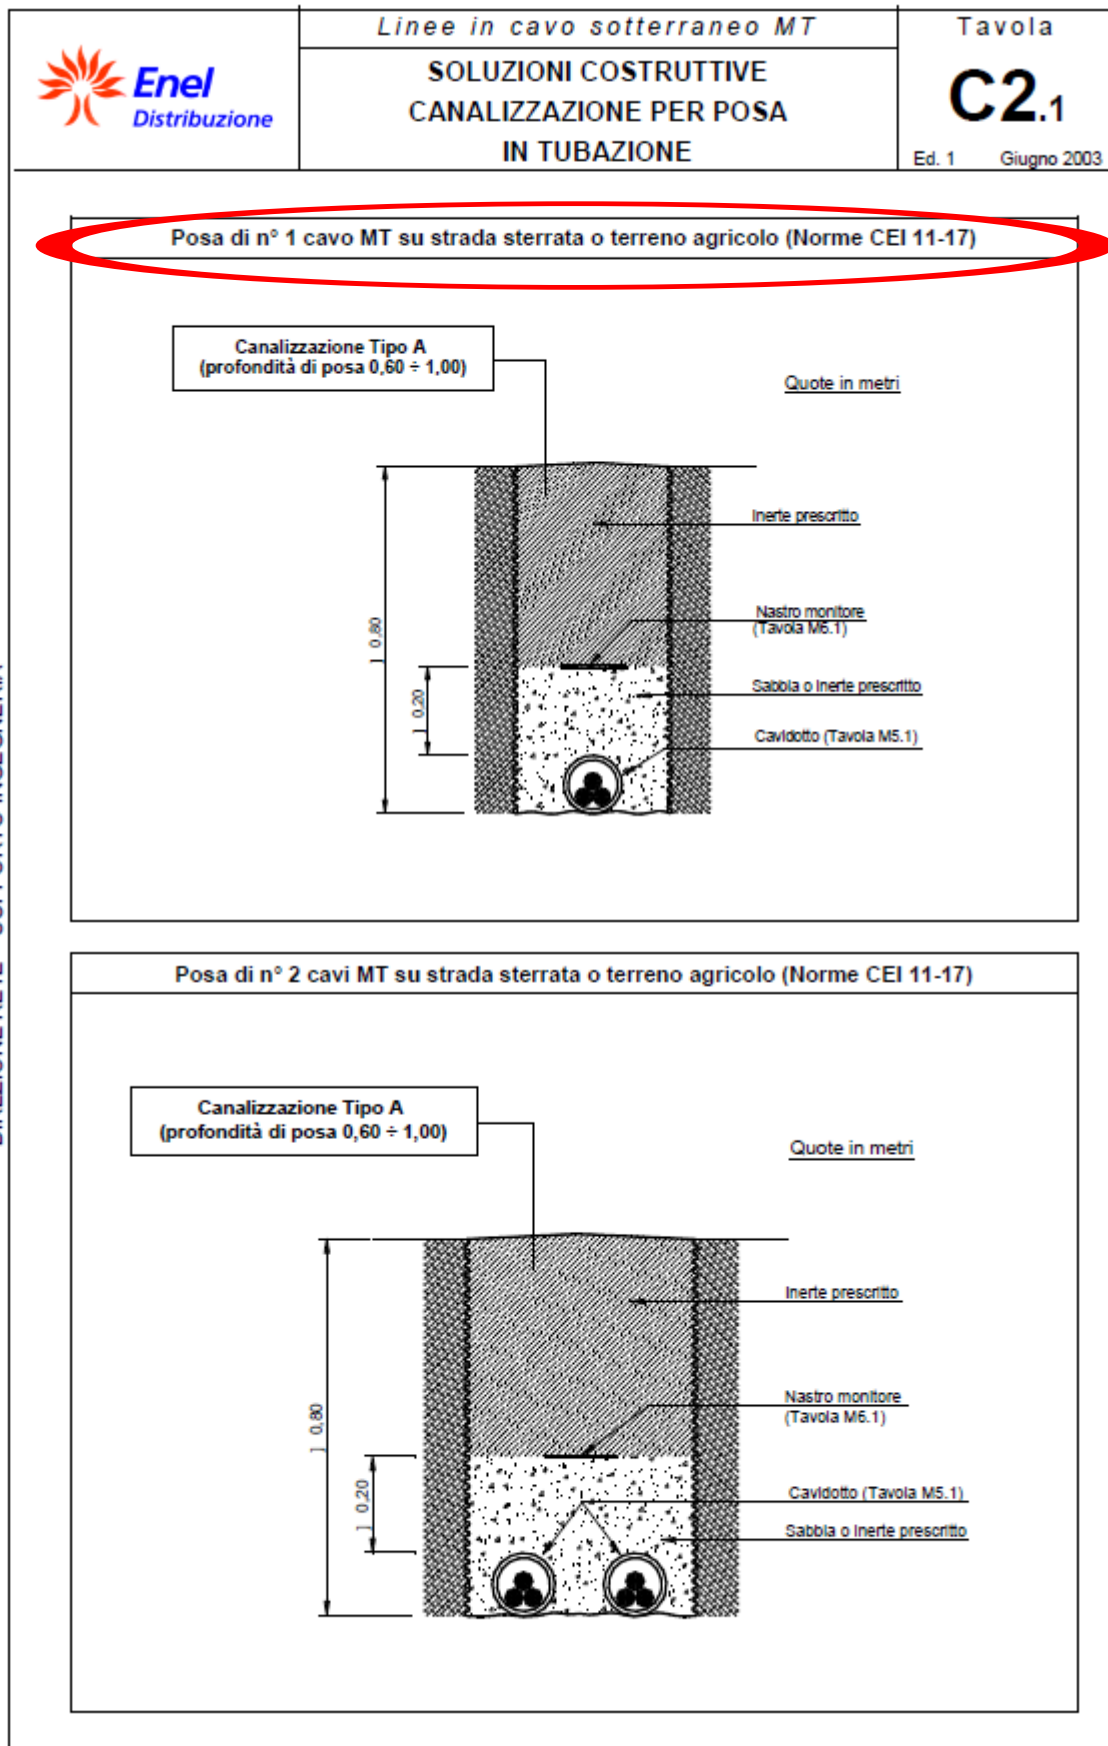 Enel
Distribuzione
Linee in cavo sotterraneo MT
SOLUZIONI COSTRUTTIVE
CANALIZZAZIONE PER POSA
IN TUBAZIONE
Tavola
C2.1
Ed. 1 Giugno 2003
Posa di n° 1 cavo MT su strada sterrata o terreno agricolo (Norme CEI 11-17)
Canalizzazione Tipo A
(profondità di posa 0,60 ÷ 1,00)
Quote in metri
Inerte prescritto
Nastro monitore
(Tavola M6.1)
Sabbia o inerte prescritto
Cavidotto (Tavola M5.1)
] 0,80
] 0,20
Posa di n° 2 cavi MT su strada sterrata o terreno agricolo (Norme CEI 11-17)
Canalizzazione Tipo A
(profondità di posa 0,60 ÷ 1,00)
Quote in metri
Inerte prescritto
Nastro monitore
(Tavola M6.1)
Cavidotto (Tavola M5.1)
Sabbia o inerte prescritto
] 0,80
] 0,20